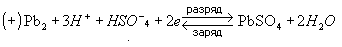 (+)Pb₂ + 3H⁺ + HSO⁻₄ + 2e разряд ⇌ заряд PbSO₄ + 2H₂O